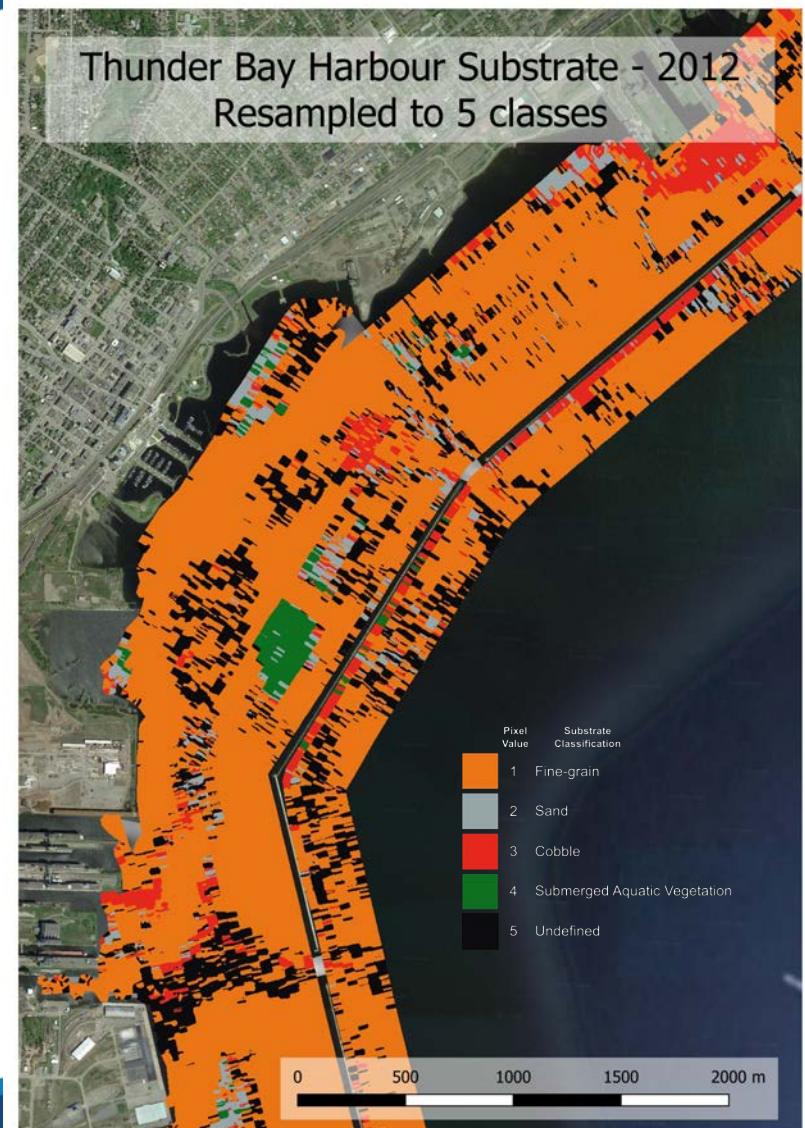 Thunder Bay Harbour Substrate - 2012
Resampled to 5 classes
Pixel Value Substrate Classification
1 Fine-grain
2 Sand
3 Cobble
4 Submerged Aquatic Vegetation
5 Undefined
0 500 1000 1500 2000 m